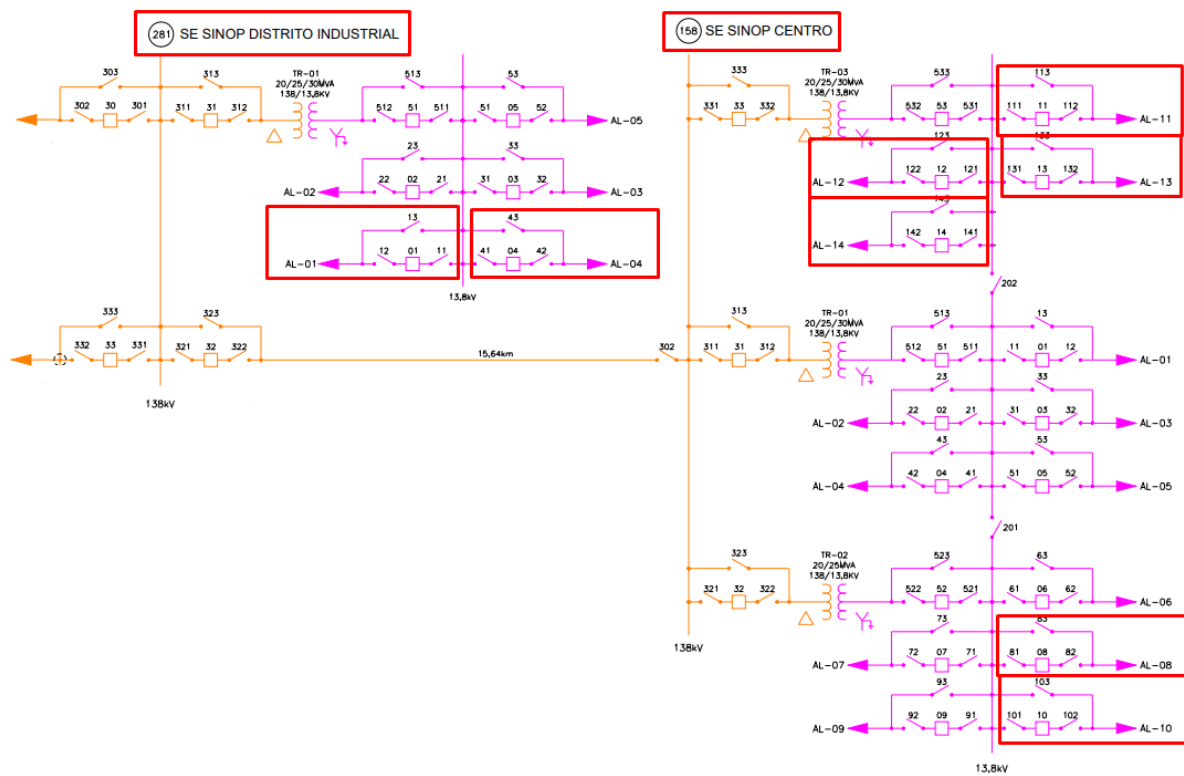 281 SE SINOP DISTRITO INDUSTRIAL
158 SE SINOP CENTRO
303
313
TR-01
20/25/30MVA
138/13,8KV
513
53
302 30 301
311 31 312
512 51 511
51 05 52
AL-05
23
33
AL-02
22 02 21
31 03 32
AL-03
13
43
AL-01
12 01 11
41 04 42
AL-04
13,8kV
333
323
332 33 331
321 32 322
15,64km
138kV
333
TR-03
20/25/30MVA
138/13,8KV
533
113
331 33 332
532 53 531
111 11 112
AL-11
123
133
AL-12
122 12 121
131 13 132
AL-13
143
AL-14
142 14 141
202
313
TR-01
20/25/30MVA
138/13,8KV
513
13
302
311 31 312
512 51 511
11 01 12
AL-01
23
33
AL-02
22 02 21
31 03 32
AL-03
43
53
AL-04
42 04 41
51 05 52
AL-05
201
323
TR-02
20/25MVA
138/13,8KV
523
63
321 32 322
522 52 521
61 06 62
AL-06
138kV
73
83
AL-07
72 07 71
81 08 82
AL-08
93
103
AL-09
92 09 91
101 10 102
AL-10
13,8kV